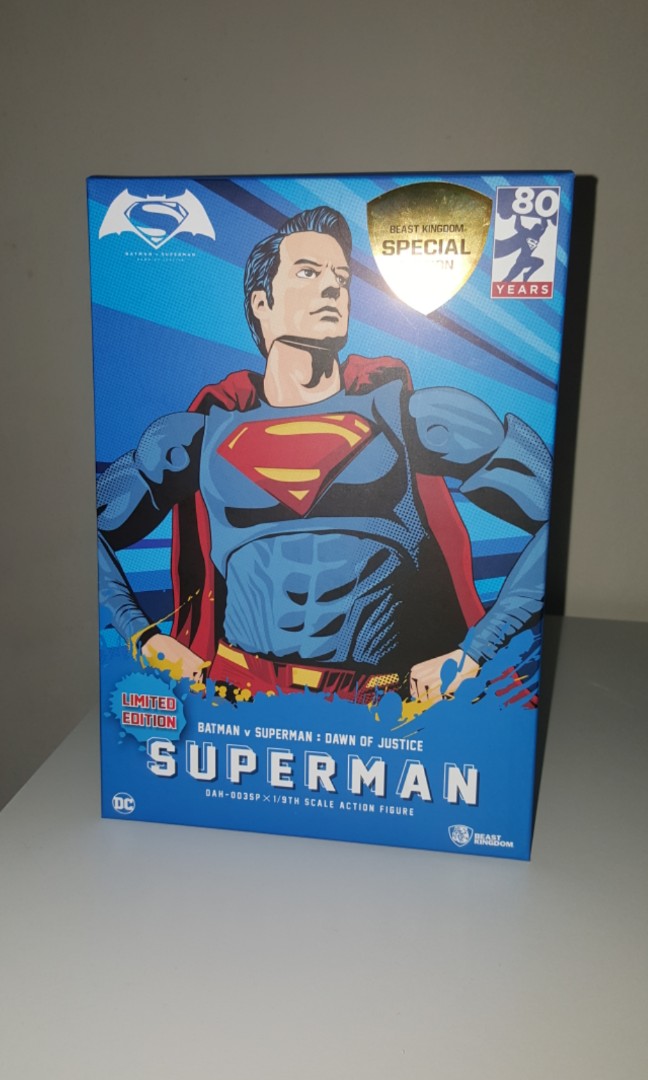 80
YEARS
BEAST KINGDOM
SPECIAL
BATMAN v SUPERMAN
DAWN OF JUSTICE
LIMITED
EDITION
BATMAN v SUPERMAN : DAWN OF JUSTICE
SUPERMAN
DAH-003SP × 1/9TH SCALE ACTION FIGURE
DC
BEAST
KINGDOM